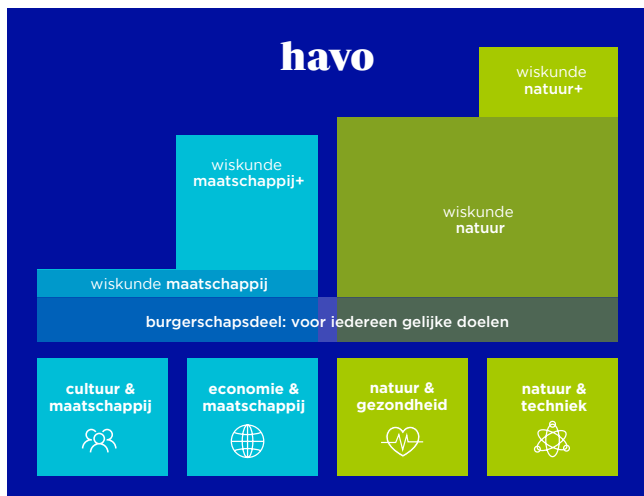 havo
wiskunde
natuur+
wiskunde
maatschappij+
wiskunde
natuur
wiskunde maatschappij
burgerschapsdeel: voor iedereen gelijke doelen
cultuur &
maatschappij
economie &
maatschappij
natuur &
gezondheid
natuur &
techniek